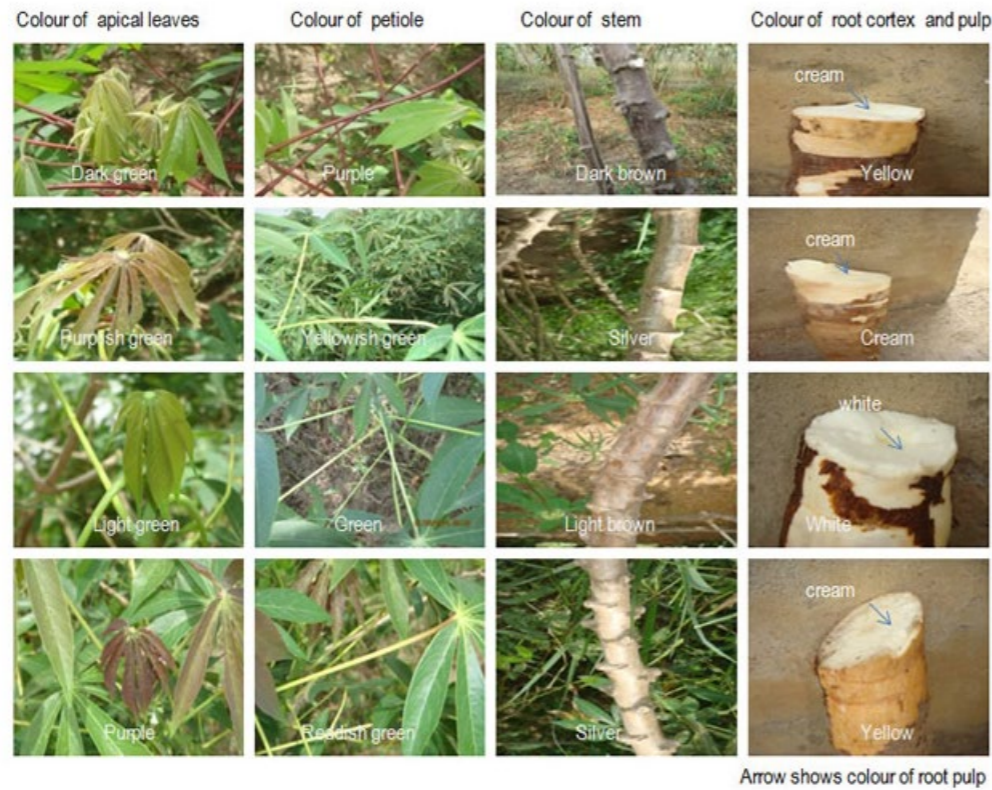 Colour of apical leaves
Colour of petiole
Colour of stem
Colour of root cortex and pulp
Dark green
Purple
Dark brown
cream
Yellow
Purplish green
Yellowish green
Silver
cream
Cream
Light green
Green
Light brown
white
White
Purple
Readish green
Silver
cream
Yellow
Arrow shows colour of root pulp